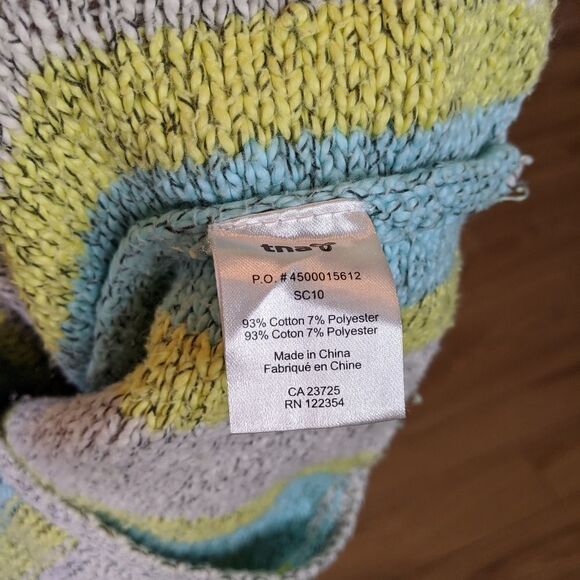 tna
P.O. # 4500015612
SC10
93% Cotton 7% Polyester
93% Coton 7% Polyester
Made in China
Fabriqué en Chine
CA 23725
RN 122354